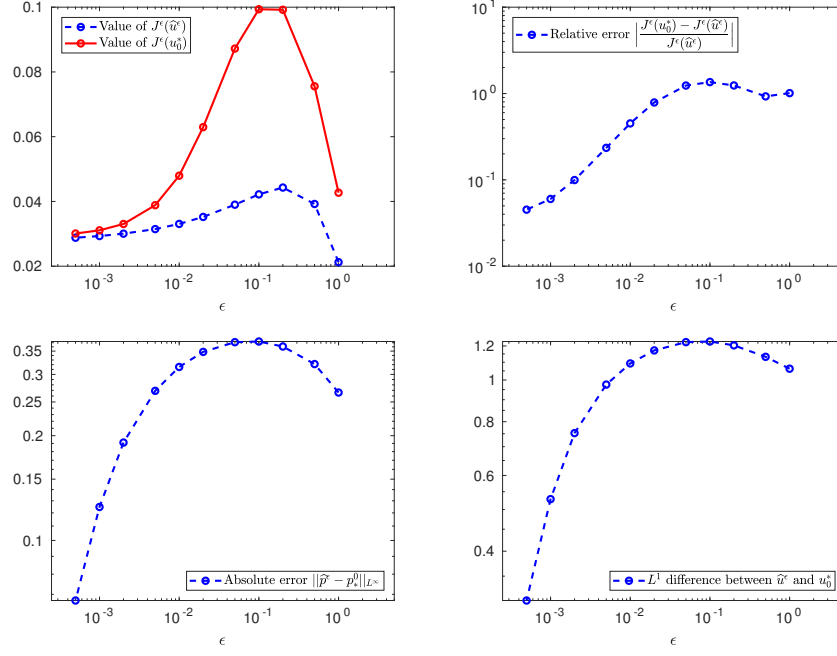 0.1
0.08
0.06
0.04
0.02
Value of J^ϵ(û^ϵ)
Value of J^ϵ(u_0^*)
10^-3 10^-2 10^-1 10^0
ϵ
10^1
10^0
10^-1
10^-2
Relative error |(J^ϵ(u_0^*) − J^ϵ(û^ϵ))/J^ϵ(û^ϵ)|
10^-3 10^-2 10^-1 10^0
ϵ
0.35
0.3
0.25
0.2
0.15
0.1
Absolute error ||p̂^ϵ − p_*^0||_{L^∞}
10^-3 10^-2 10^-1 10^0
ϵ
1.2
1
0.8
0.6
0.4
L^1 difference between û^ϵ and u_0^*
10^-3 10^-2 10^-1 10^0
ϵ